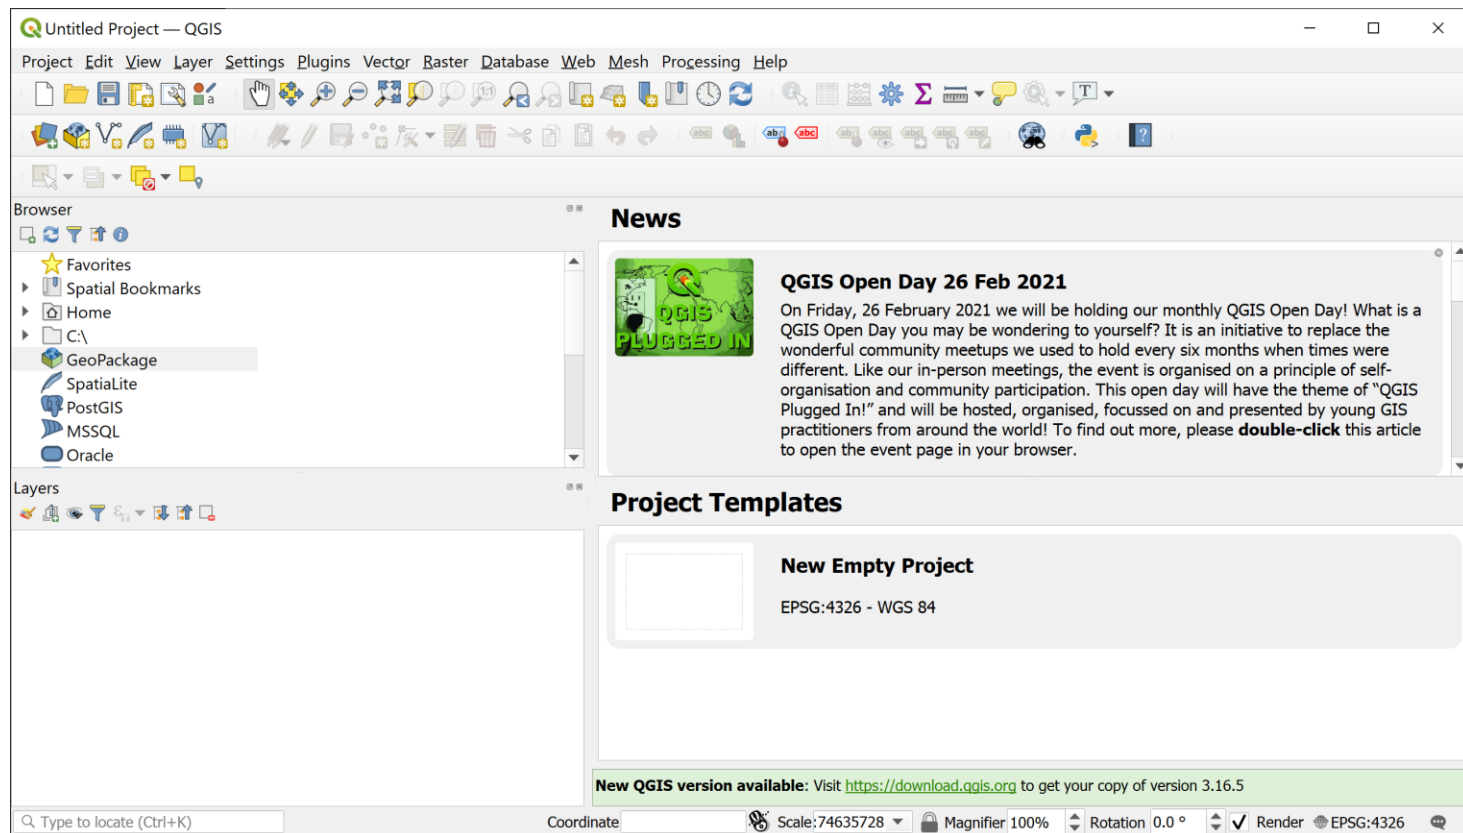 Untitled Project — QGIS
Project Edit View Layer Settings Plugins Vector Raster Database Web Mesh Processing Help
Browser
Favorites
Spatial Bookmarks
Home
C:\
GeoPackage
SpatiaLite
PostGIS
MSSQL
Oracle
Layers
News
QGIS
PLUGGED IN
QGIS Open Day 26 Feb 2021
On Friday, 26 February 2021 we will be holding our monthly QGIS Open Day! What is a
QGIS Open Day you may be wondering to yourself? It is an initiative to replace the
wonderful community meetups we used to hold every six months when times were
different. Like our in-person meetings, the event is organised on a principle of self-
organisation and community participation. This open day will have the theme of “QGIS
Plugged In!” and will be hosted, organised, focussed on and presented by young GIS
practitioners from around the world! To find out more, please double-click this article
to open the event page in your browser.
Project Templates
New Empty Project
EPSG:4326 - WGS 84
New QGIS version available: Visit https://download.qgis.org to get your copy of version 3.16.5
Type to locate (Ctrl+K) Coordinate Scale:74635728 Magnifier 100% Rotation 0.0 ° Render EPSG:4326